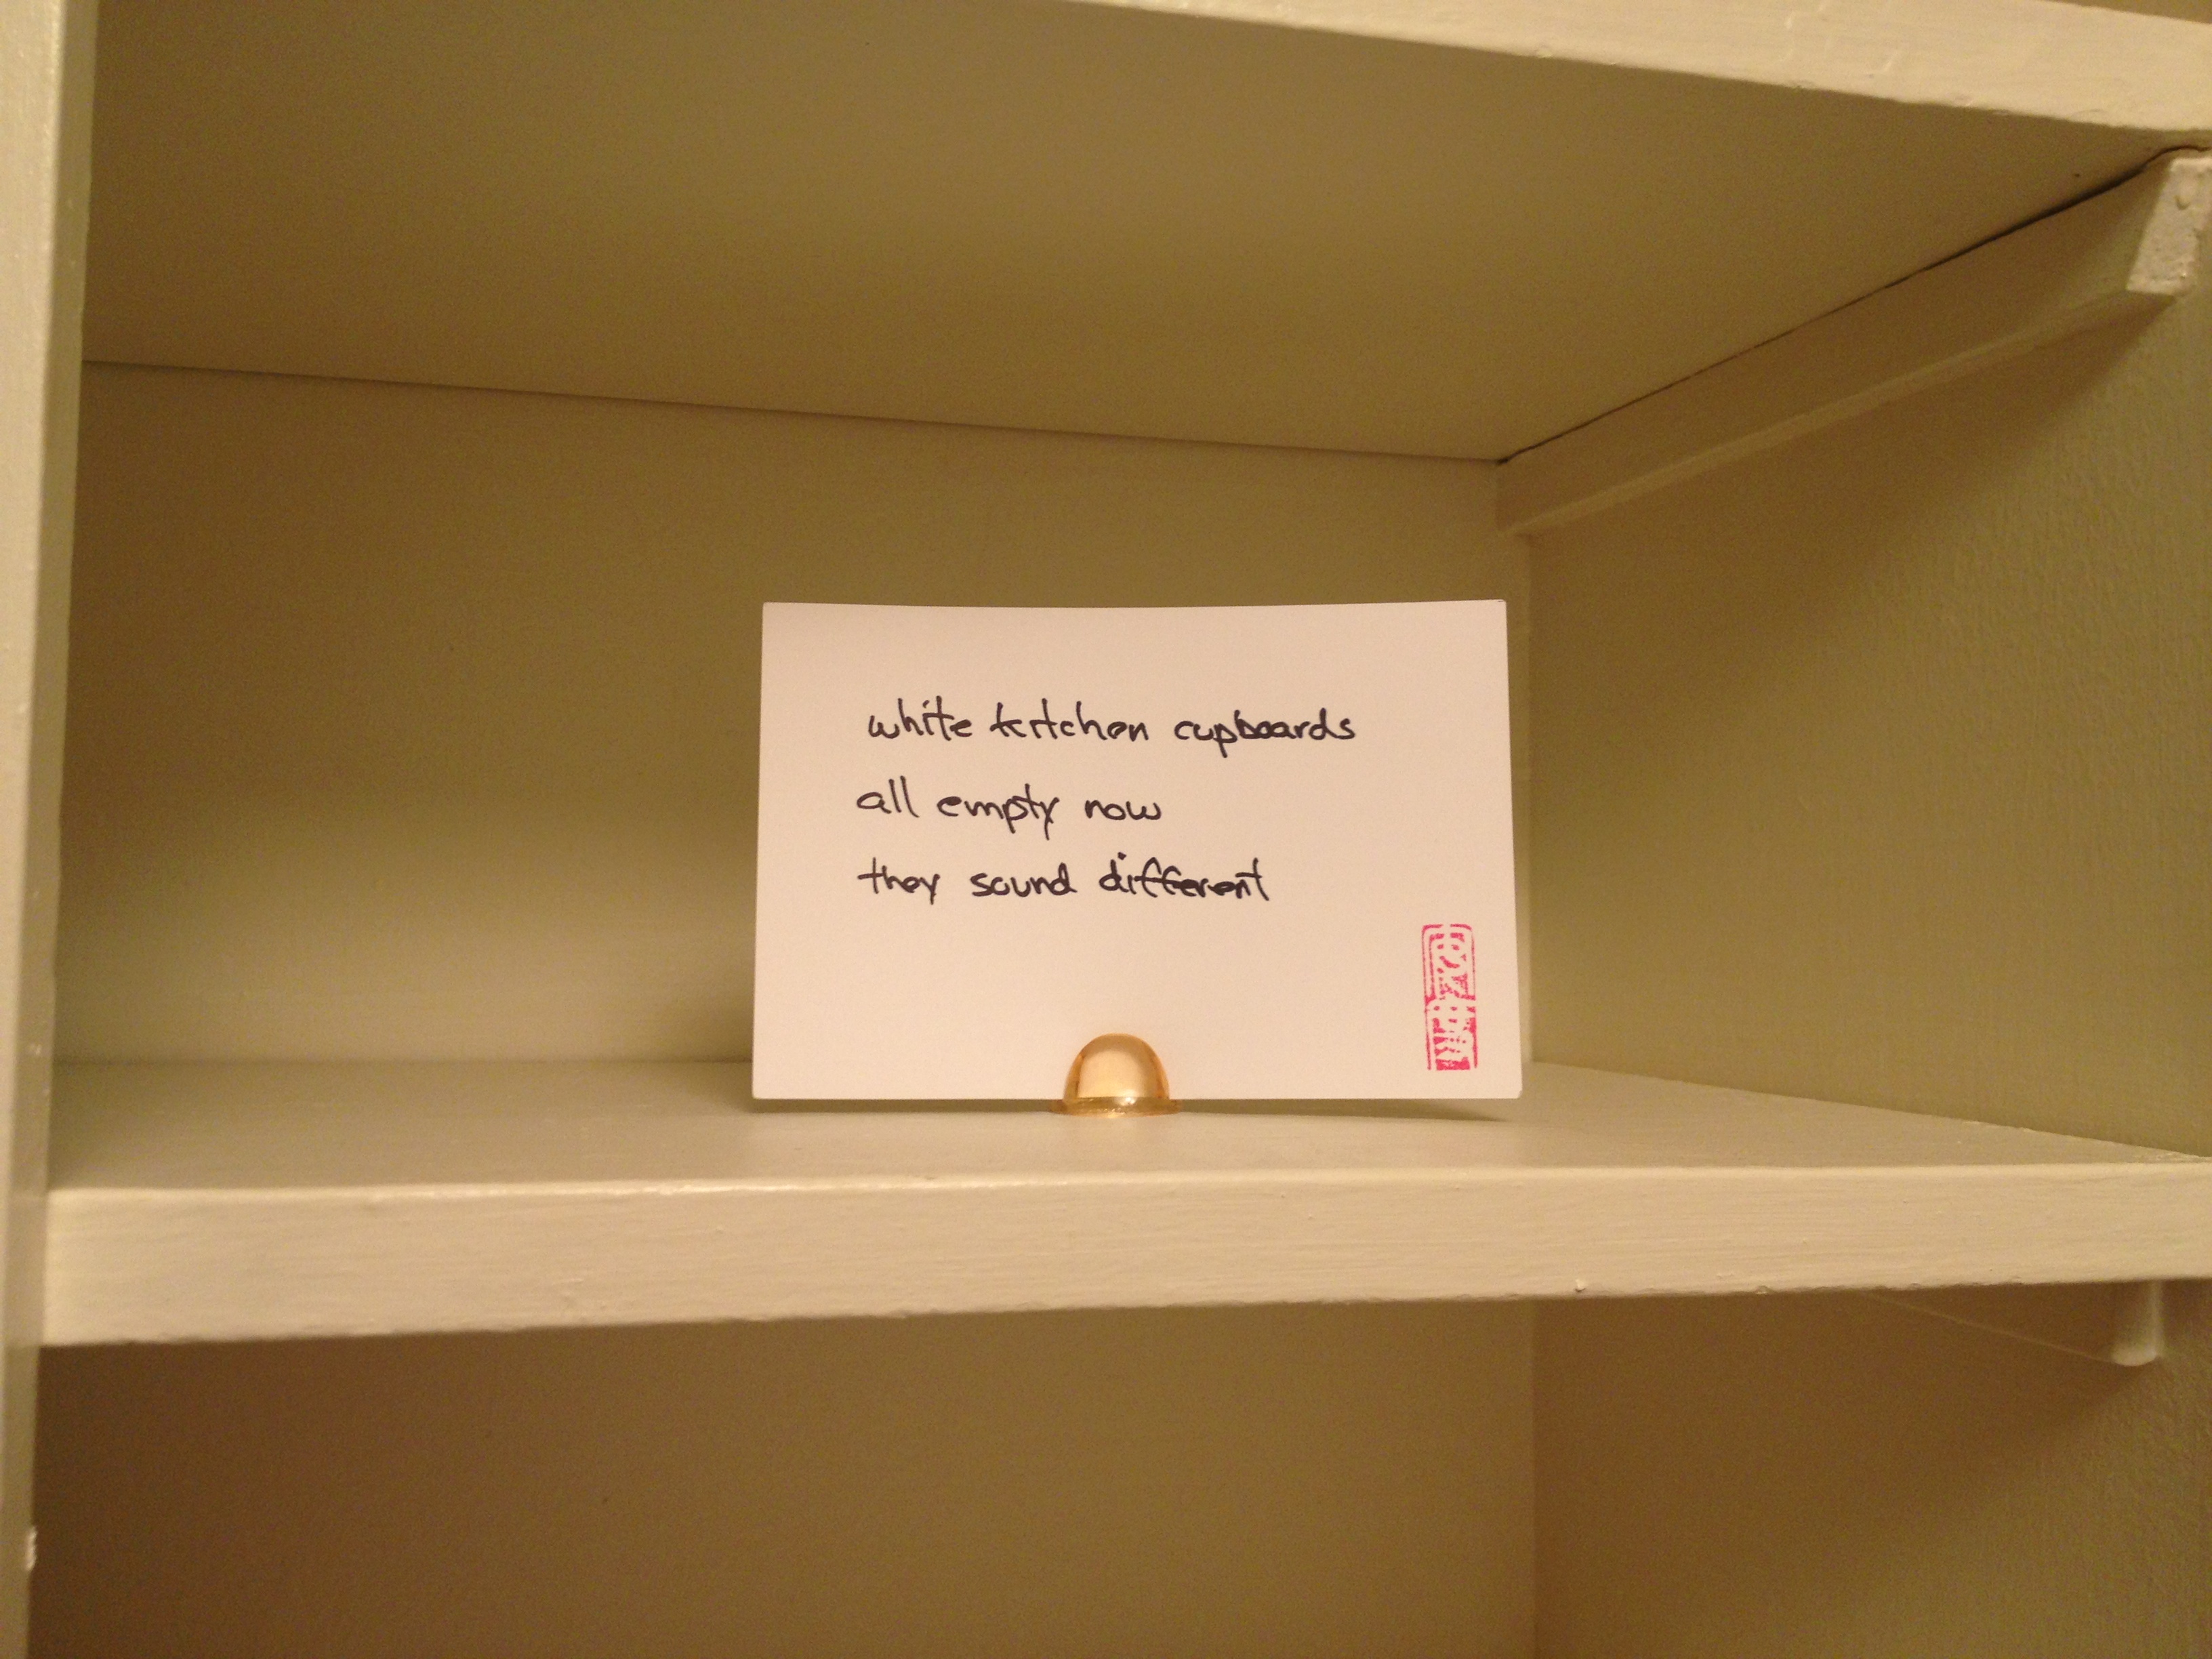 white kitchen cupboards
all empty now
they sound different